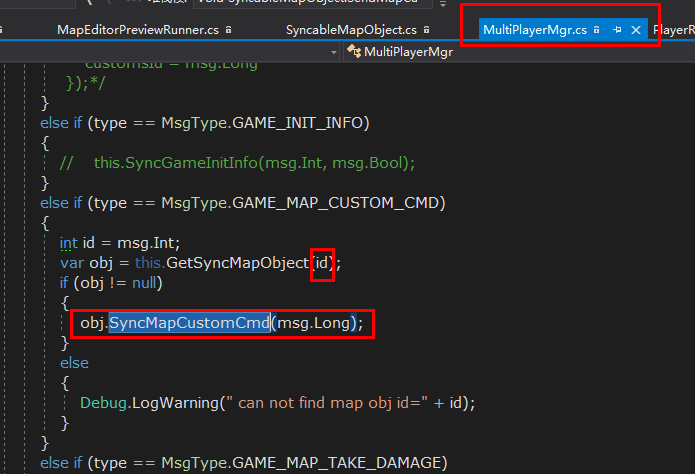 MapEditorPreviewRunner.cs SyncableMapObject.cs MultiPlayerMgr.cs
MultiPlayerMgr
customsId = msg.Long
});*/
}
else if (type == MsgType.GAME_INIT_INFO)
{
// this.SyncGameInitInfo(msg.Int, msg.Bool);
}
else if (type == MsgType.GAME_MAP_CUSTOM_CMD)
{
int id = msg.Int;
var obj = this.GetSyncMapObject(id);
if (obj != null)
{
obj.SyncMapCustomCmd(msg.Long);
}
else
{
Debug.LogWarning(" can not find map obj id=" + id);
}
}
else if (type == MsgType.GAME_MAP_TAKE_DAMAGE)